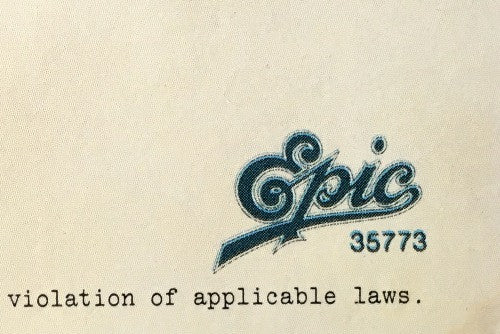 Epic
35773
violation of applicable laws.